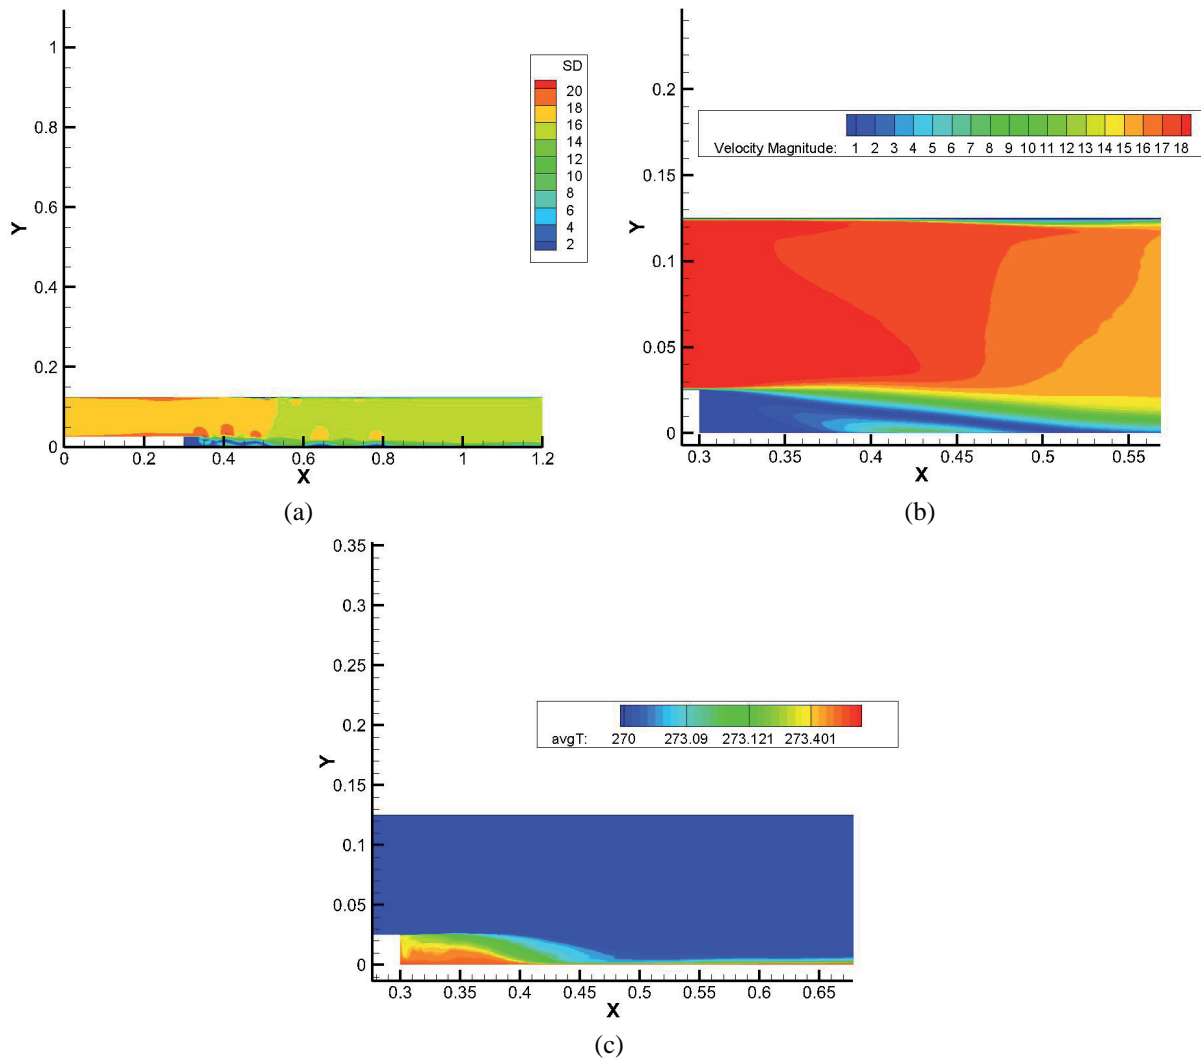 1
0.8
0.6
0.4
0.2
0
Y
0 0.2 0.4 0.6 0.8 1 1.2
X
SD
20
18
16
14
12
10
8
6
4
2
(a)
0.2
0.15
0.1
0.05
0
Y
Velocity Magnitude: 1 2 3 4 5 6 7 8 9 10 11 12 13 14 15 16 17 18
0.3 0.35 0.4 0.45 0.5 0.55
X
(b)
0.35
0.3
0.25
0.2
0.15
0.1
0.05
0
Y
avgT: 270 273.09 273.121 273.401
0.3 0.35 0.4 0.45 0.5 0.55 0.6 0.65
X
(c)